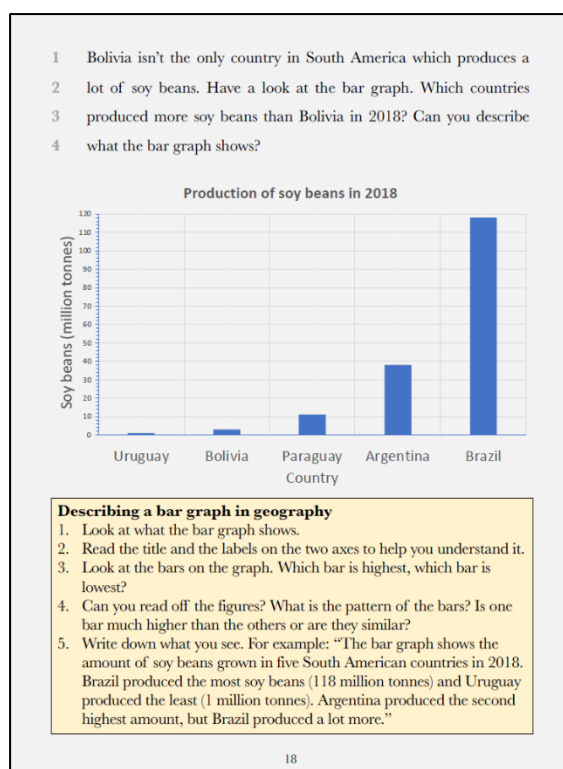 1 Bolivia isn't the only country in South America which produces a
2 lot of soy beans. Have a look at the bar graph. Which countries
3 produced more soy beans than Bolivia in 2018? Can you describe
4 what the bar graph shows?
Production of soy beans in 2018
Soy beans (million tonnes)
120
110
100
90
80
70
60
50
40
30
20
10
0
Uruguay Bolivia Paraguay Argentina Brazil
Country
Describing a bar graph in geography
1. Look at what the bar graph shows.
2. Read the title and the labels on the two axes to help you understand it.
3. Look at the bars on the graph. Which bar is highest, which bar is
lowest?
4. Can you read off the figures? What is the pattern of the bars? Is one
bar much higher than the others or are they similar?
5. Write down what you see. For example: “The bar graph shows the
amount of soy beans grown in five South American countries in 2018.
Brazil produced the most soy beans (118 million tonnes) and Uruguay
produced the least (1 million tonnes). Argentina produced the second
highest amount, but Brazil produced a lot more.”
18